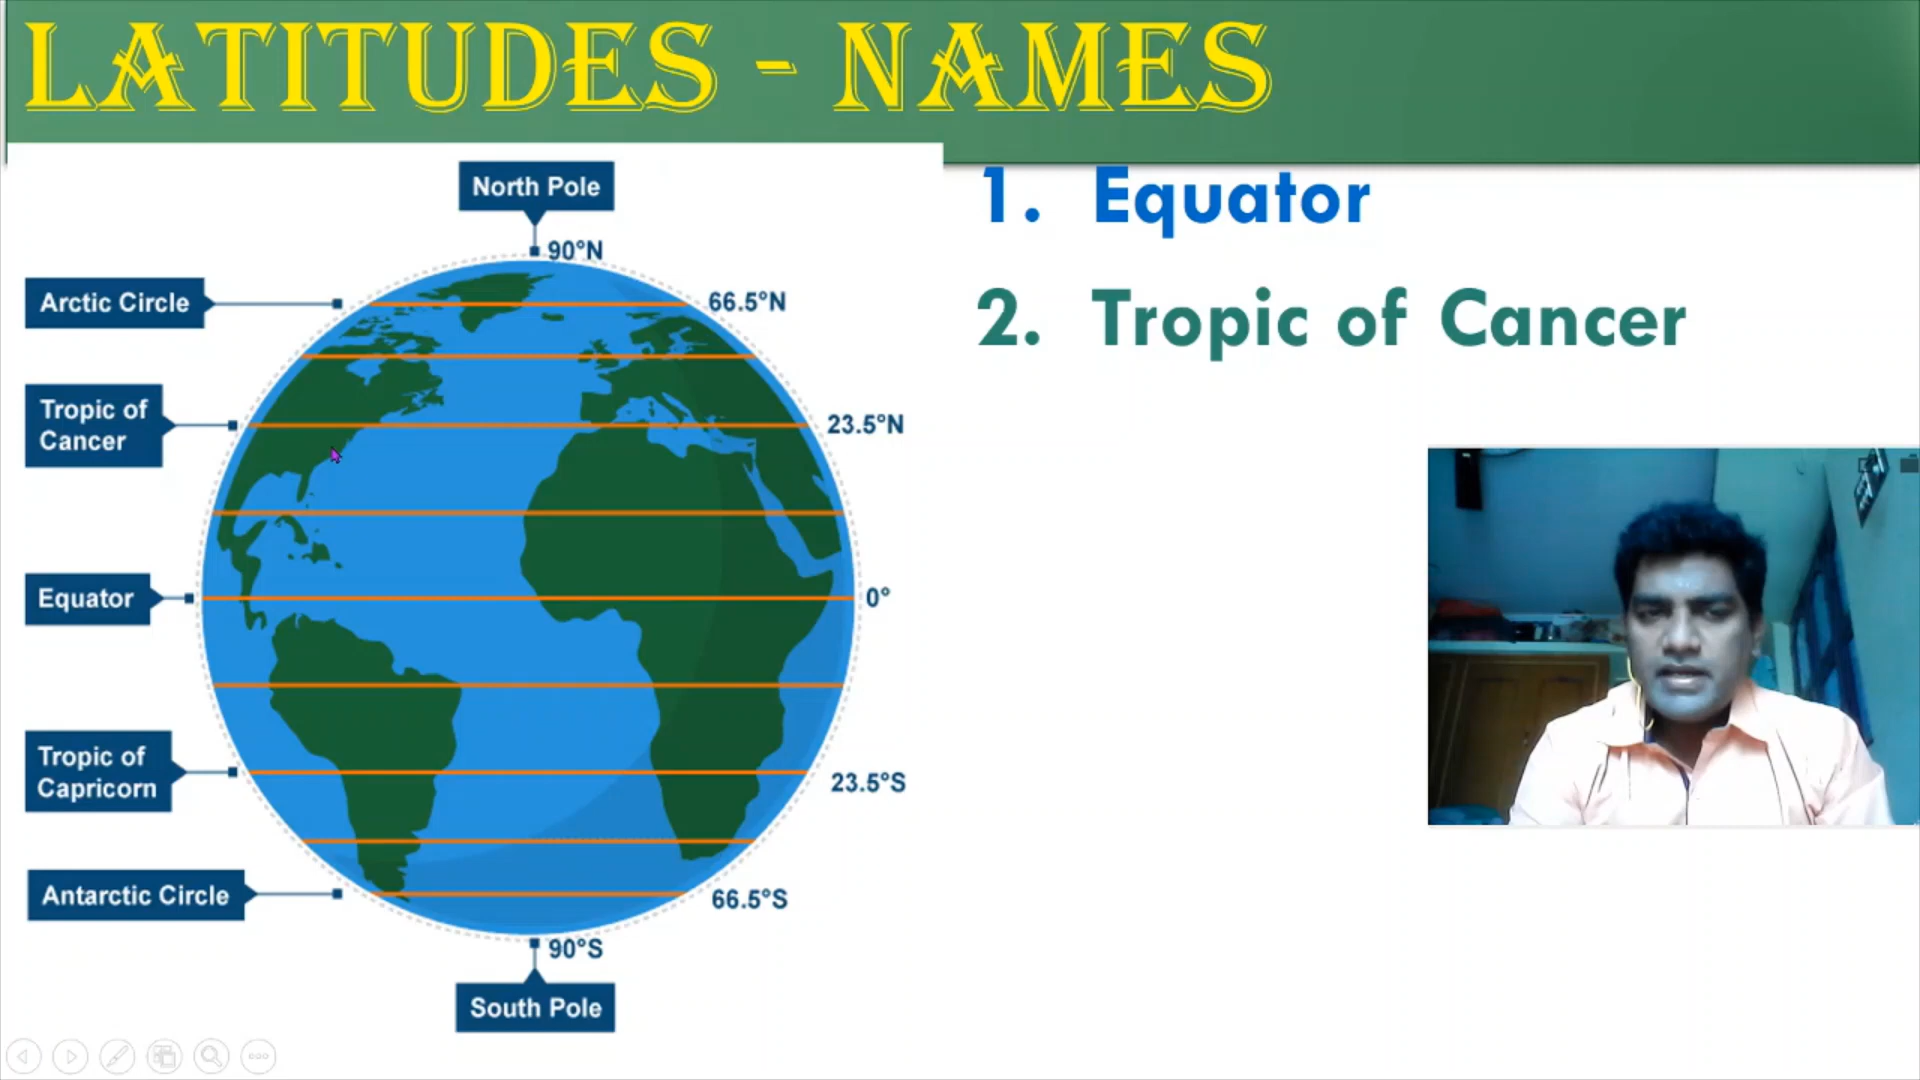 LATITUDES - NAMES
North Pole
90°N
Arctic Circle
66.5°N
Tropic of
Cancer
23.5°N
Equator
0°
Tropic of
Capricorn
23.5°S
Antarctic Circle
66.5°S
90°S
South Pole
1. Equator
2. Tropic of Cancer